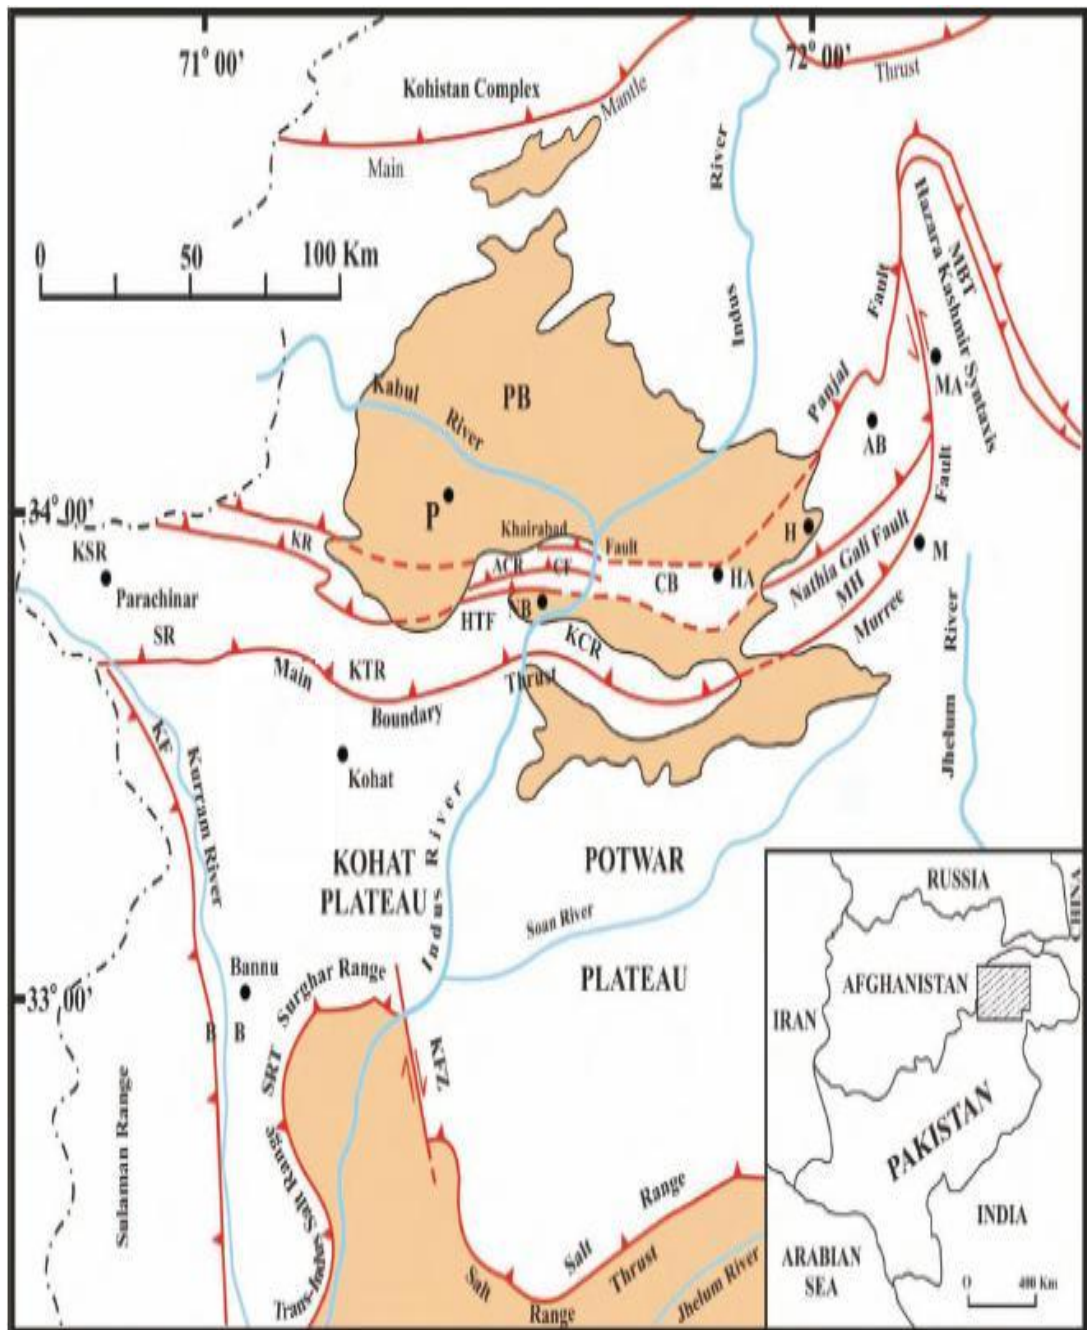 71° 00'
72° 00'
Thrust
Kohistan Complex
Mantle
Main
River
Indus
0 50 100 Km
Hazara Kashmir Syntaxis
MBT
Fault
Panjal
MA
AB
Kabul
River
PB
34° 00'
P
KSR
KR
Khairabad
Fault
H
Fault
Nathia Gali Fault
M
Parachinar
ACR
CF
CB
HA
MH
Murree
SR
HTF
NB
KCR
Main
KTR
Thrust
Boundary
Jhelum River
KF
Kurram River
Kohat
Indus River
KOHAT
PLATEAU
POTWAR
Soan River
PLATEAU
Bannu
33° 00'
Surghar Range
B B
SRT
KFZ
Sulaman Range
Trans-Indus Salt Range
Salt
Range
Salt
Range
Thrust
Jhelum River
RUSSIA
CHINA
AFGHANISTAN
IRAN
PAKISTAN
INDIA
ARABIAN
SEA
0 400 Km